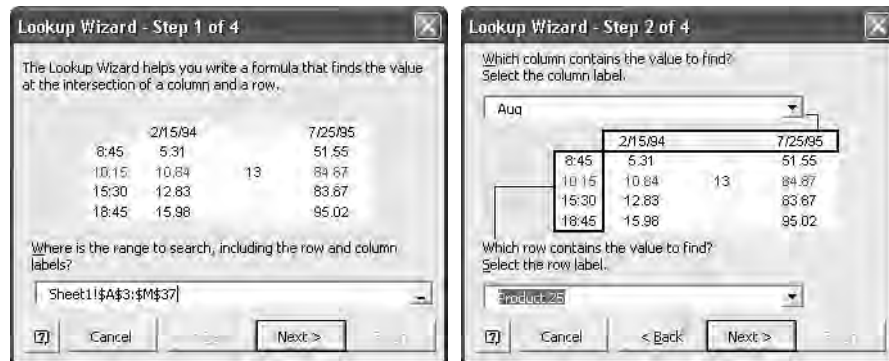 Lookup Wizard - Step 1 of 4
The Lookup Wizard helps you write a formula that finds the value
at the intersection of a column and a row.
2/15/94 7/25/95
8:45 5.31 51.55
10:15 10.84 13 84.67
15:30 12.83 83.67
18:45 15.98 95.02
Where is the range to search, including the row and column
labels?
Sheet1!$A$3:$M$37
Cancel Next >
Lookup Wizard - Step 2 of 4
Which column contains the value to find?
Select the column label.
Aug
2/15/94 7/25/95
8:45 5.31 51.55
10:15 10.84 13 84.67
15:30 12.83 83.67
18:45 15.98 95.02
Which row contains the value to find?
Select the row label.
Product 25
Cancel < Back Next >